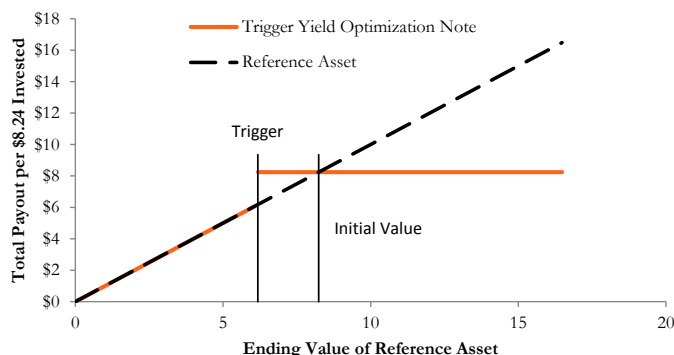 $18
$16
$14
$12
$10
$8
$6
$4
$2
$0
Total Payout per $8.24 Invested
Trigger Yield Optimization Note
Reference Asset
Trigger
Initial Value
0
5
10
15
20
Ending Value of Reference Asset